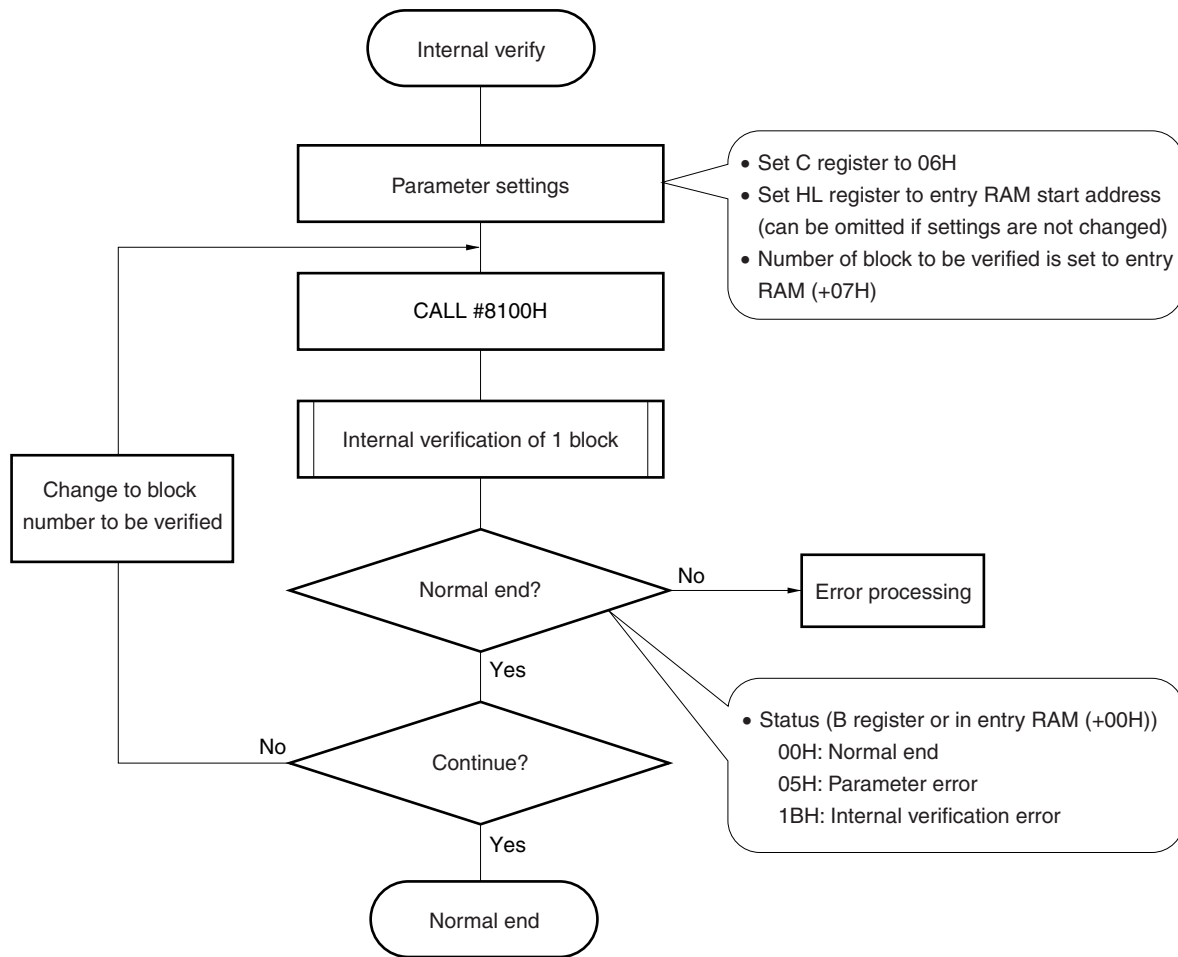 Internal verify
Parameter settings
• Set C register to 06H
• Set HL register to entry RAM start address
(can be omitted if settings are not changed)
• Number of block to be verified is set to entry
RAM (+07H)
CALL #8100H
Internal verification of 1 block
Change to block
number to be verified
Normal end?
No
Error processing
Yes
• Status (B register or in entry RAM (+00H))
00H: Normal end
05H: Parameter error
1BH: Internal verification error
No
Continue?
Yes
Normal end